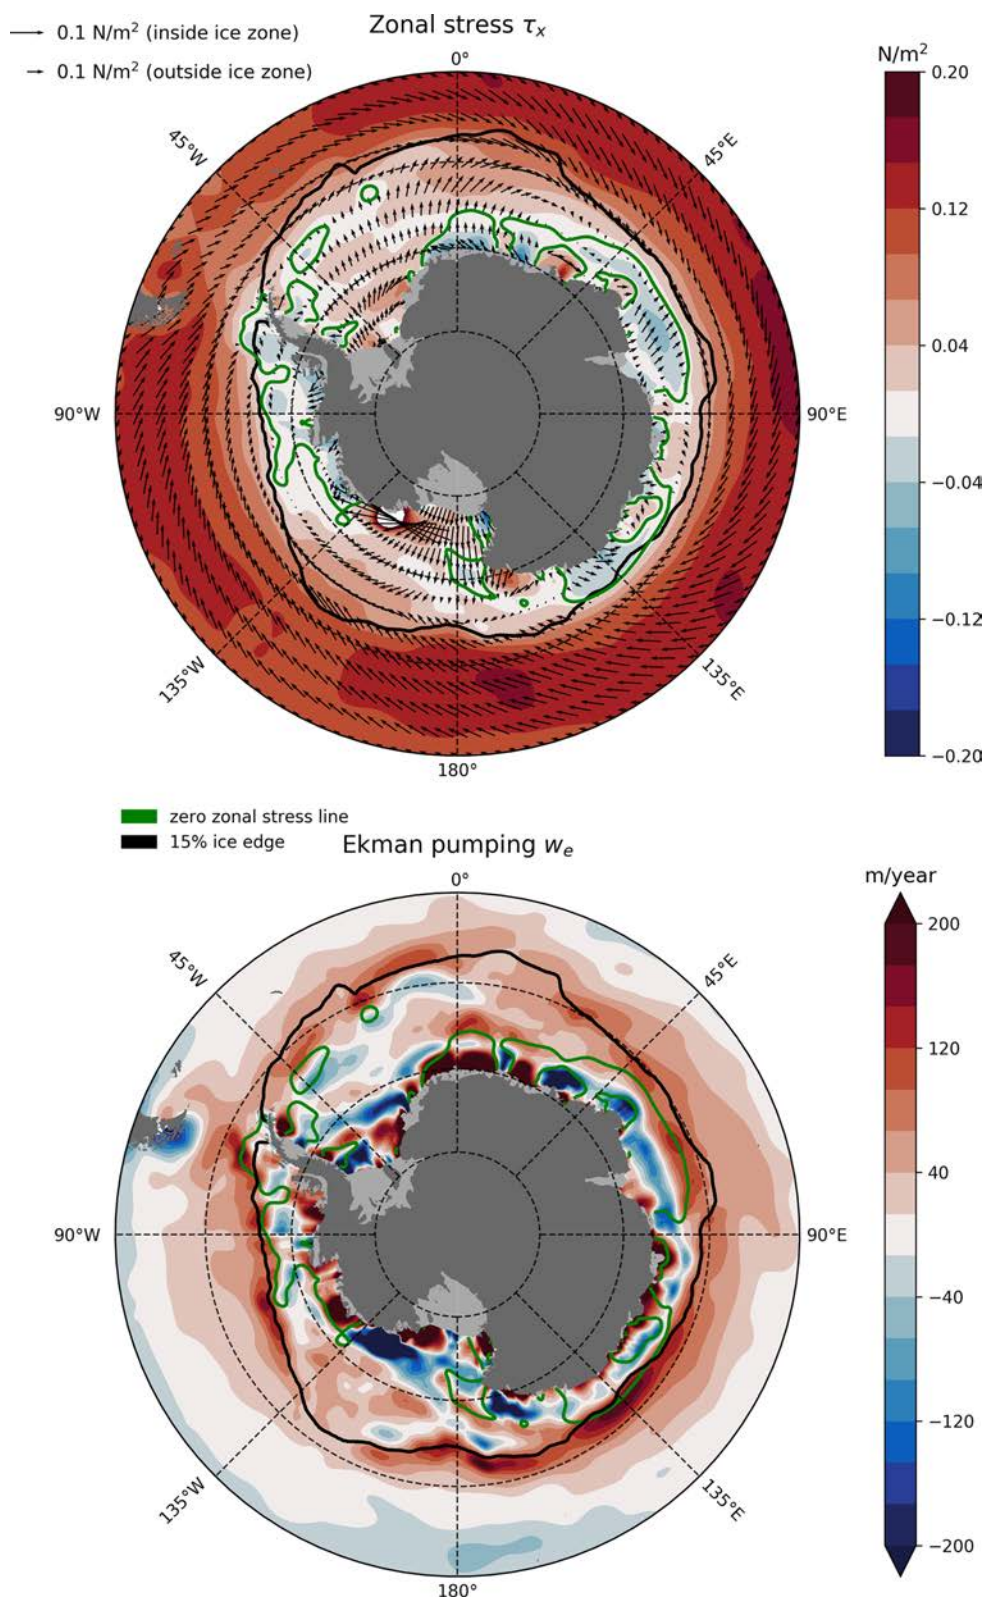 Zonal stress τx
0.1 N/m² (inside ice zone)
0.1 N/m² (outside ice zone)
N/m²
0°
45°W
45°E
90°W
90°E
135°W
135°E
180°
0.20
0.12
0.04
−0.04
−0.12
−0.20
zero zonal stress line
15% ice edge
Ekman pumping we
m/year
0°
45°W
45°E
90°W
90°E
135°W
135°E
180°
200
120
40
−40
−120
−200